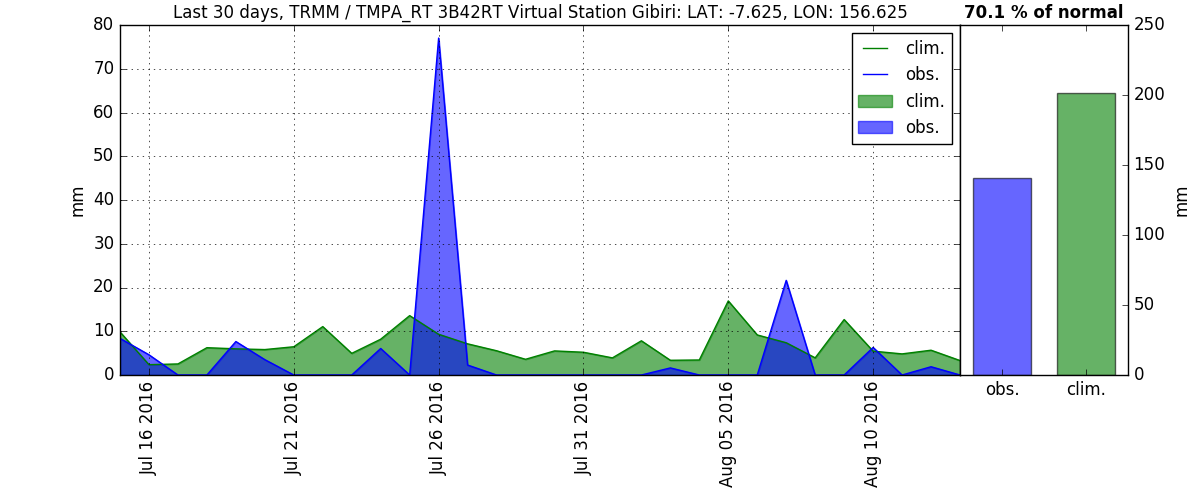 Last 30 days, TRMM / TMPA_RT 3B42RT Virtual Station Gibiri: LAT: -7.625, LON: 156.625
70.1 % of normal
80
70
60
50
40
30
20
10
0
mm
clim.
obs.
clim.
obs.
Jul 16 2016
Jul 21 2016
Jul 26 2016
Jul 31 2016
Aug 05 2016
Aug 10 2016
250
200
150
100
50
0
mm
obs.
clim.